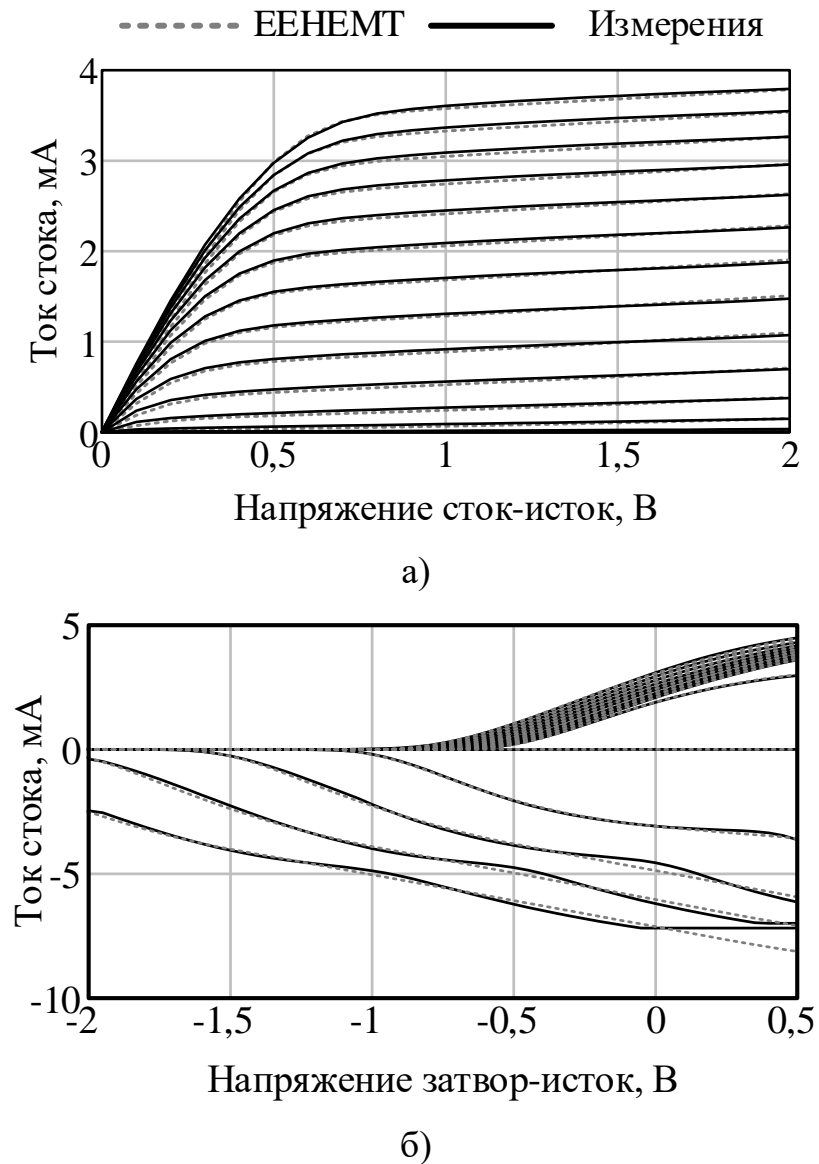 EEHEMT Измерения
4
3
2
1
0
Ток стока, мА
0 0,5 1 1,5 2
Напряжение сток-исток, В
а)
5
0
-5
-10
Ток стока, мА
-2 -1,5 -1 -0,5 0 0,5
Напряжение затвор-исток, В
б)